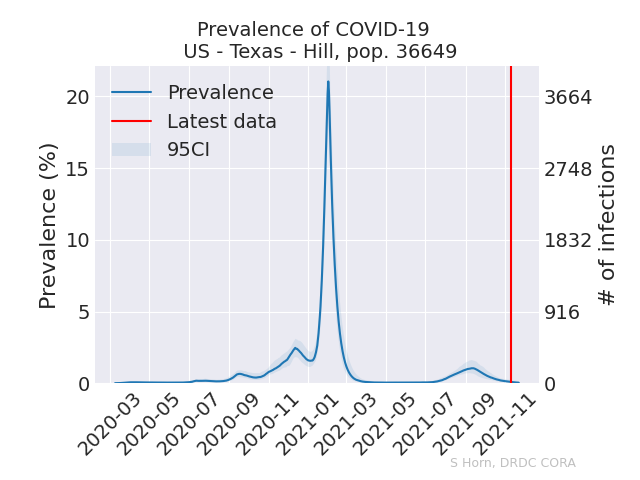 Prevalence of COVID-19
US - Texas - Hill, pop. 36649
Prevalence
Latest data
95CI
Prevalence (%)
20
15
10
5
0
3664
2748
1832
916
0
# of infections
2020-03
2020-05
2020-07
2020-09
2020-11
2021-01
2021-03
2021-05
2021-07
2021-09
2021-11
S Horn, DRDC CORA